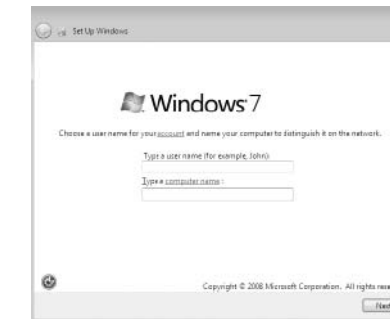 Set Up Windows
Windows 7
Choose a user name for your account and name your computer to distinguish it on the network.
Type a user name (for example, John):
Type a computer name :
Copyright © 2008 Microsoft Corporation. All rights rese
Next